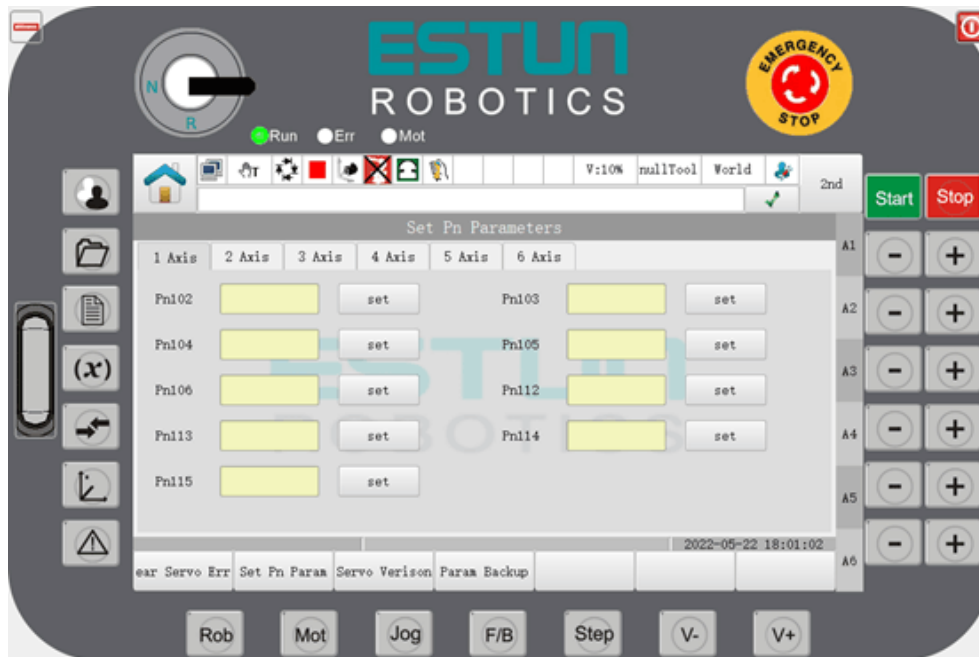 ESTUN
ROBOTICS
EMERGENCY
STOP
N
R
Run Err Mot
T
V:10% nullTool World
2nd
Start Stop
Set Pn Parameters
1 Axis 2 Axis 3 Axis 4 Axis 5 Axis 6 Axis
A1 - +
Pn102 set Pn103 set
A2 - +
Pn104 set Pn105 set
(x)
A3 - +
Pn106 set Pn112 set
Pn113 set Pn114 set
A4 - +
Pn115 set
A5 - +
ESTUN
ROBOTICS
2022-05-22 18:01:02
A6 - +
ear Servo Err Set Pn Param Servo Verison Param Backup
Rob Mot Jog F/B Step V- V+